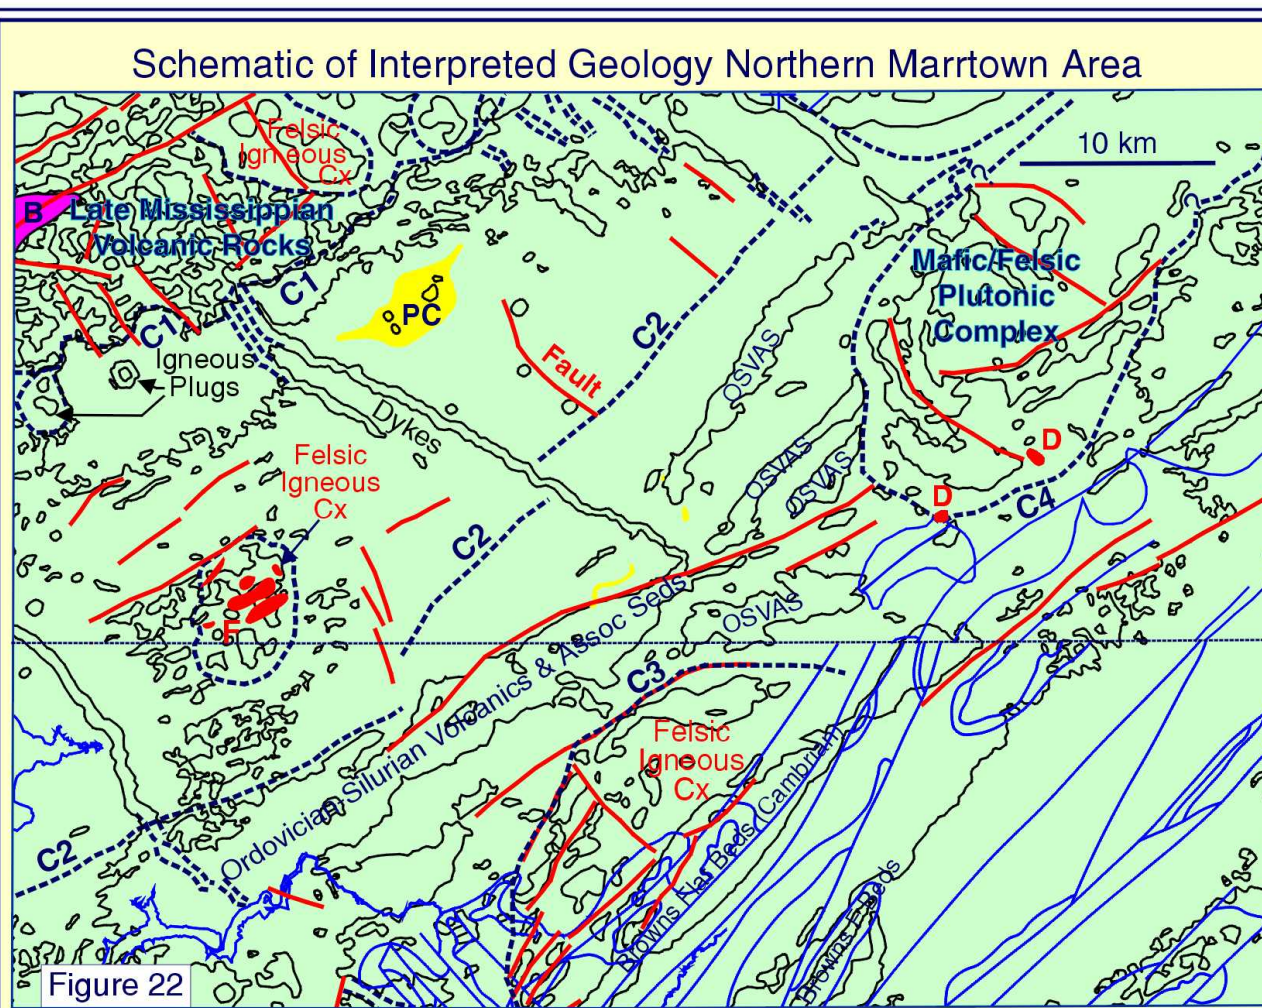 Schematic of Interpreted Geology Northern Marrtown Area
Felsic
Igneous
Cx
10 km
B
Late Mississippian
Volcanic Rocks
?
?
Mafic/Felsic
Plutonic
Complex
C1
PC
C1
C2
Igneous
Plugs
Fault
OSVAS
Dykes
Felsic
Igneous
Cx
OSVAS
OSVAS
D
D
C4
C2
F
OSVAS
Ordovician-Silurian Volcanics & Assoc Seds
C3
Felsic
Igneous
Cx
C2
Browns Flat Beds (Cambrian)
Browns F Beds
Figure 22